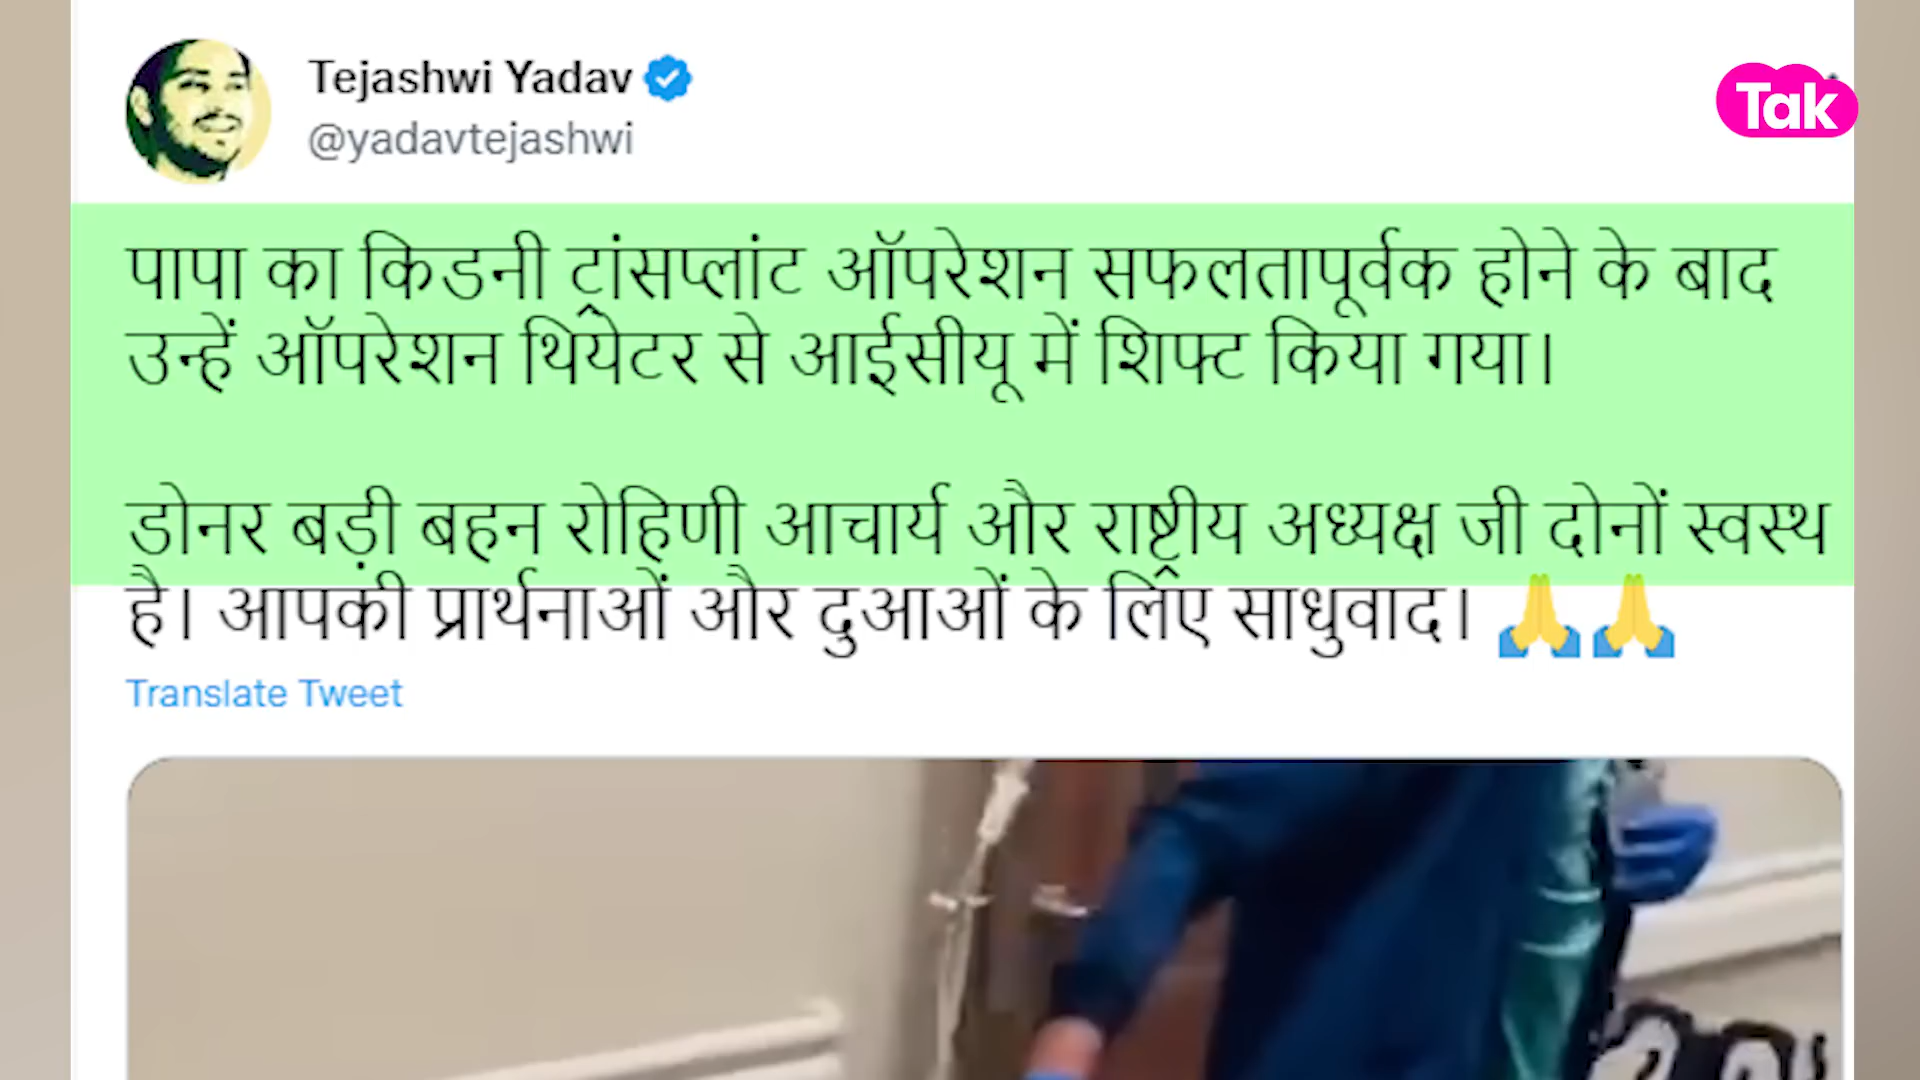 Tejashwi Yadav
@yadavtejashwi
Tak
पापा का किडनी ट्रांसप्लांट ऑपरेशन सफलतापूर्वक होने के बाद
उन्हें ऑपरेशन थियेटर से आईसीयू में शिफ्ट किया गया।
डोनर बड़ी बहन रोहिणी आचार्य और राष्ट्रीय अध्यक्ष जी दोनों स्वस्थ
है। आपकी प्रार्थनाओं और दुआओं के लिए साधुवाद। 🙏🙏
Translate Tweet